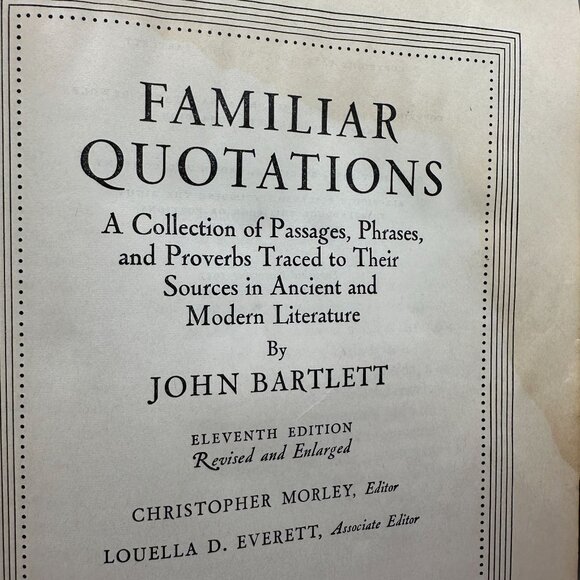 FAMILIAR
QUOTATIONS
A Collection of Passages, Phrases,
and Proverbs Traced to Their
Sources in Ancient and
Modern Literature
By
JOHN BARTLETT
ELEVENTH EDITION
Revised and Enlarged
CHRISTOPHER MORLEY, Editor
LOUELLA D. EVERETT, Associate Editor